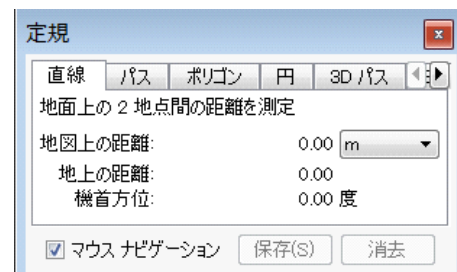 定規
直線 パス ポリゴン 円 3D パス
地面上の 2 地点間の距離を測定
地図上の距離: 0.00 m
地上の距離: 0.00
機首方位: 0.00 度
マウス ナビゲーション 保存(S) 消去